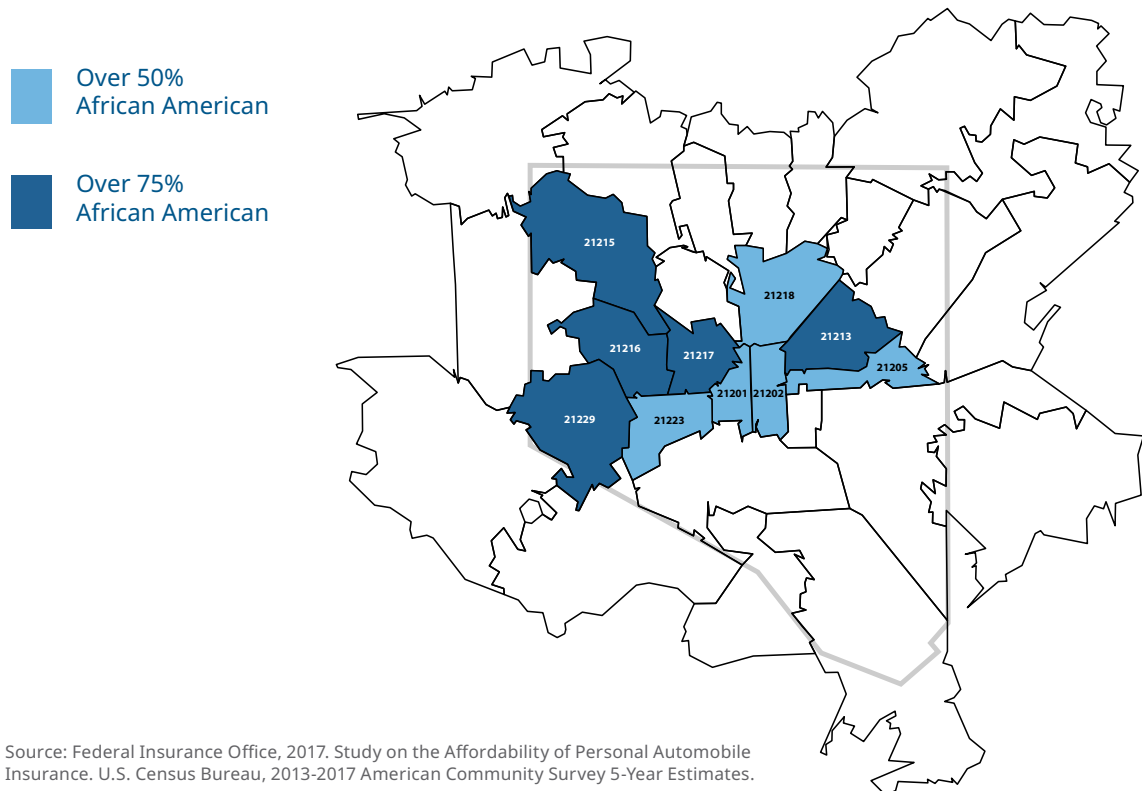 Over 50%
African American
Over 75%
African American
21215
21218
21213
21216
21217
21205
21201
21202
21229
21223
Source: Federal Insurance Office, 2017. Study on the Affordability of Personal Automobile
Insurance. U.S. Census Bureau, 2013-2017 American Community Survey 5-Year Estimates.